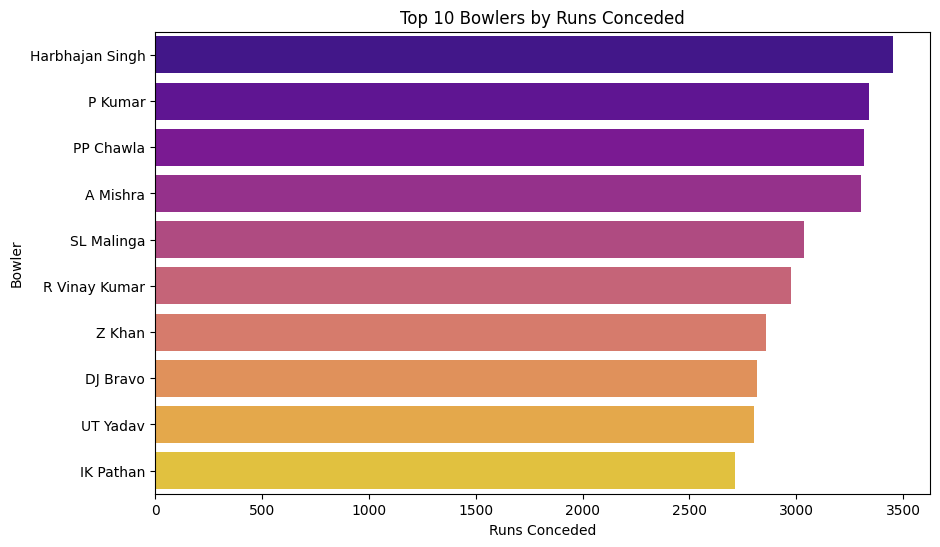 Top 10 Bowlers by Runs Conceded
Harbhajan Singh
P Kumar
PP Chawla
A Mishra
SL Malinga
R Vinay Kumar
Z Khan
DJ Bravo
UT Yadav
IK Pathan
Bowler
0 500 1000 1500 2000 2500 3000 3500
Runs Conceded